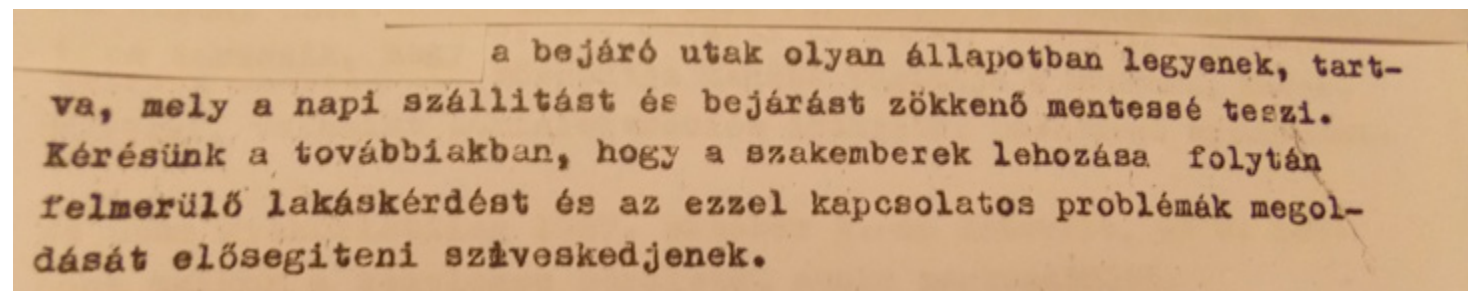 a bejáró utak olyan állapotban legyenek, tart-
va, mely a napi szállitást és bejárást zökkenő mentessé teszi.
Kérésünk a továbbiakban, hogy a szakemberek lehozása folytán
felmerülő lakáskérdést és az ezzel kapcsolatos problémák megol-
dását elősegiteni sziveskedjenek.